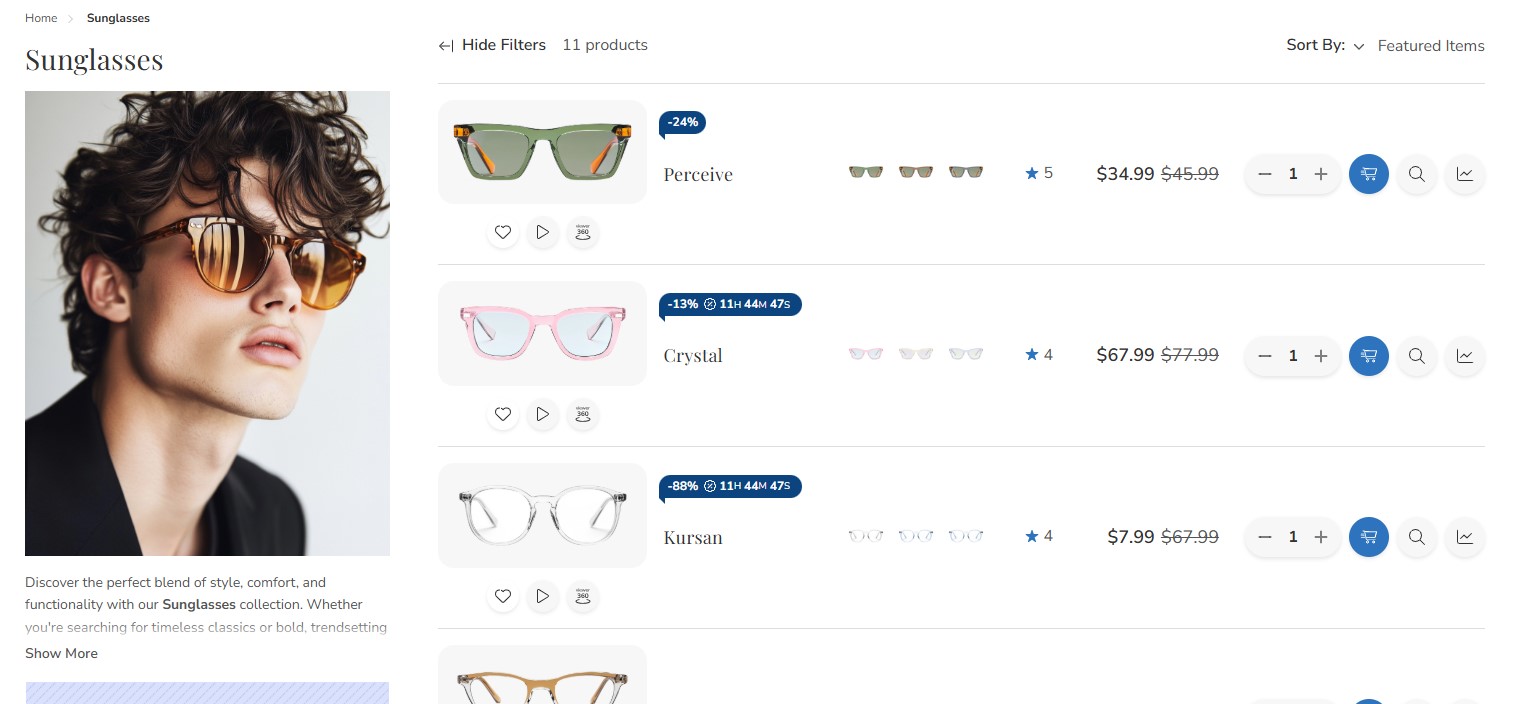 Home Sunglasses
Sunglasses
Discover the perfect blend of style, comfort, and
functionality with our Sunglasses collection. Whether
you're searching for timeless classics or bold, trendsetting
Show More
Hide Filters 11 products
Sort By: Featured Items
-24%
Perceive
5
$34.99 $45.99
1
viewer
360
-13% 11H 44M 47S
Crystal
4
$67.99 $77.99
1
viewer
360
-88% 11H 44M 47S
Kursan
4
$7.99 $67.99
1
viewer
360